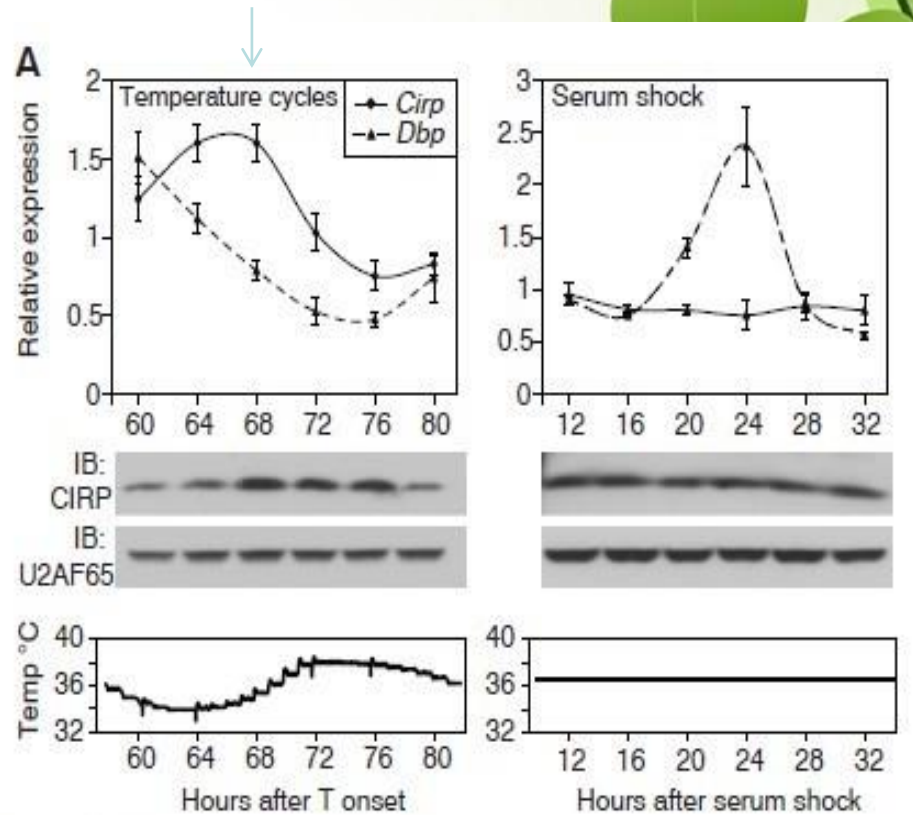 A
Temperature cycles
Cirp
Dbp
Relative expression
2
1.5
1
0.5
0
60 64 68 72 76 80
Serum shock
3
2.5
2
1.5
1
0.5
0
12 16 20 24 28 32
IB:
CIRP
IB:
U2AF65
Temp °C
40
36
32
60 64 68 72 76 80
Hours after T onset
40
36
32
12 16 20 24 28 32
Hours after serum shock